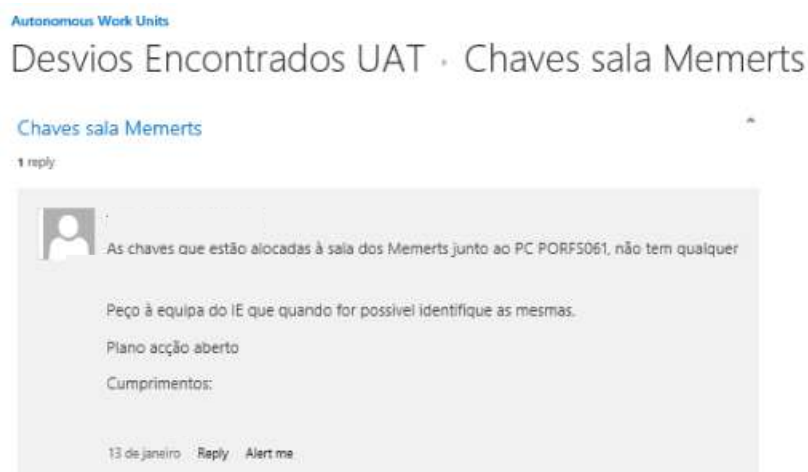 Autonomous Work Units
Desvios Encontrados UAT · Chaves sala Memerts
Chaves sala Memerts
1 reply
As chaves que estão alocadas à sala dos Memerts junto ao PC PORFS061, não tem qualquer
Peço à equipa do IE que quando for possivel identifique as mesmas.
Plano acção aberto
Cumprimentos:
13 de janeiro Reply Alert me